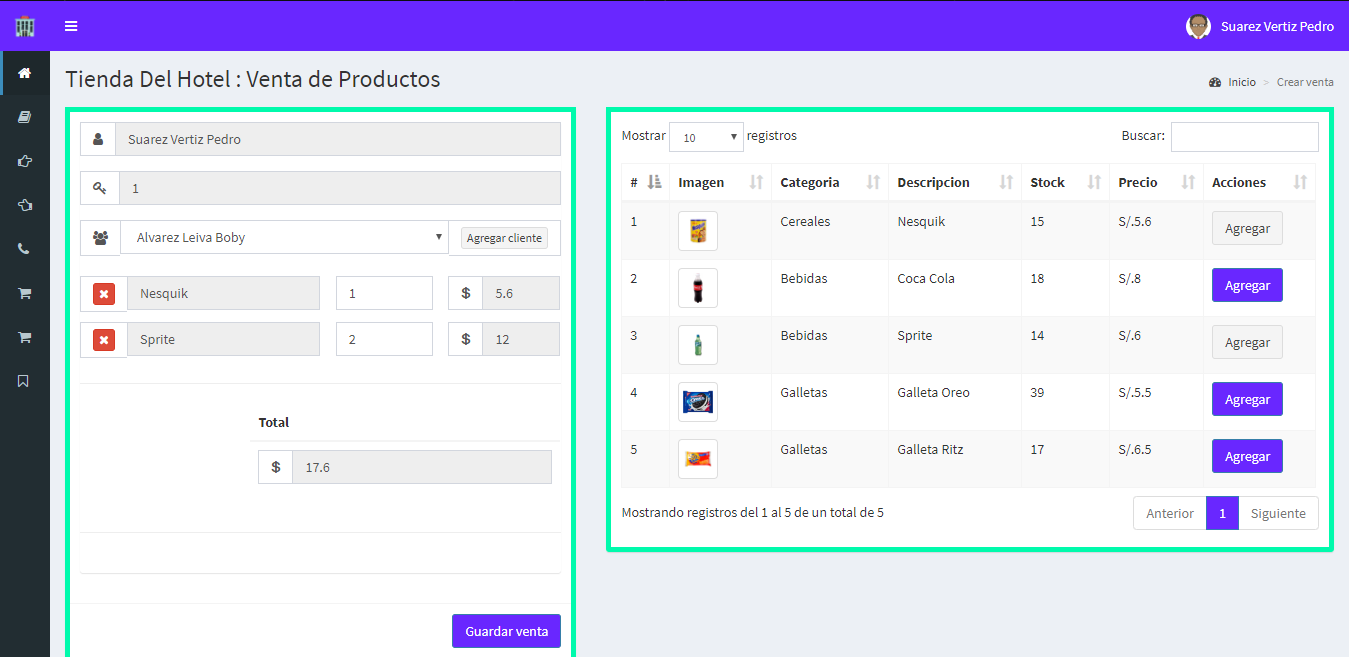 Suarez Vertiz Pedro
Tienda Del Hotel : Venta de Productos
Inicio > Crear venta
Suarez Vertiz Pedro
1
Alvarez Leiva Boby Agregar cliente
Nesquik 1 $ 5.6
Sprite 2 $ 12
Total
$ 17.6
Guardar venta
Mostrar 10 registros Buscar:
# Imagen Categoria Descripcion Stock Precio Acciones
1 Cereales Nesquik 15 S/.5.6 Agregar
2 Bebidas Coca Cola 18 S/.8 Agregar
3 Bebidas Sprite 14 S/.6 Agregar
4 Galletas Galleta Oreo 39 S/.5.5 Agregar
5 Galletas Galleta Ritz 17 S/.6.5 Agregar
Mostrando registros del 1 al 5 de un total de 5 Anterior 1 Siguiente